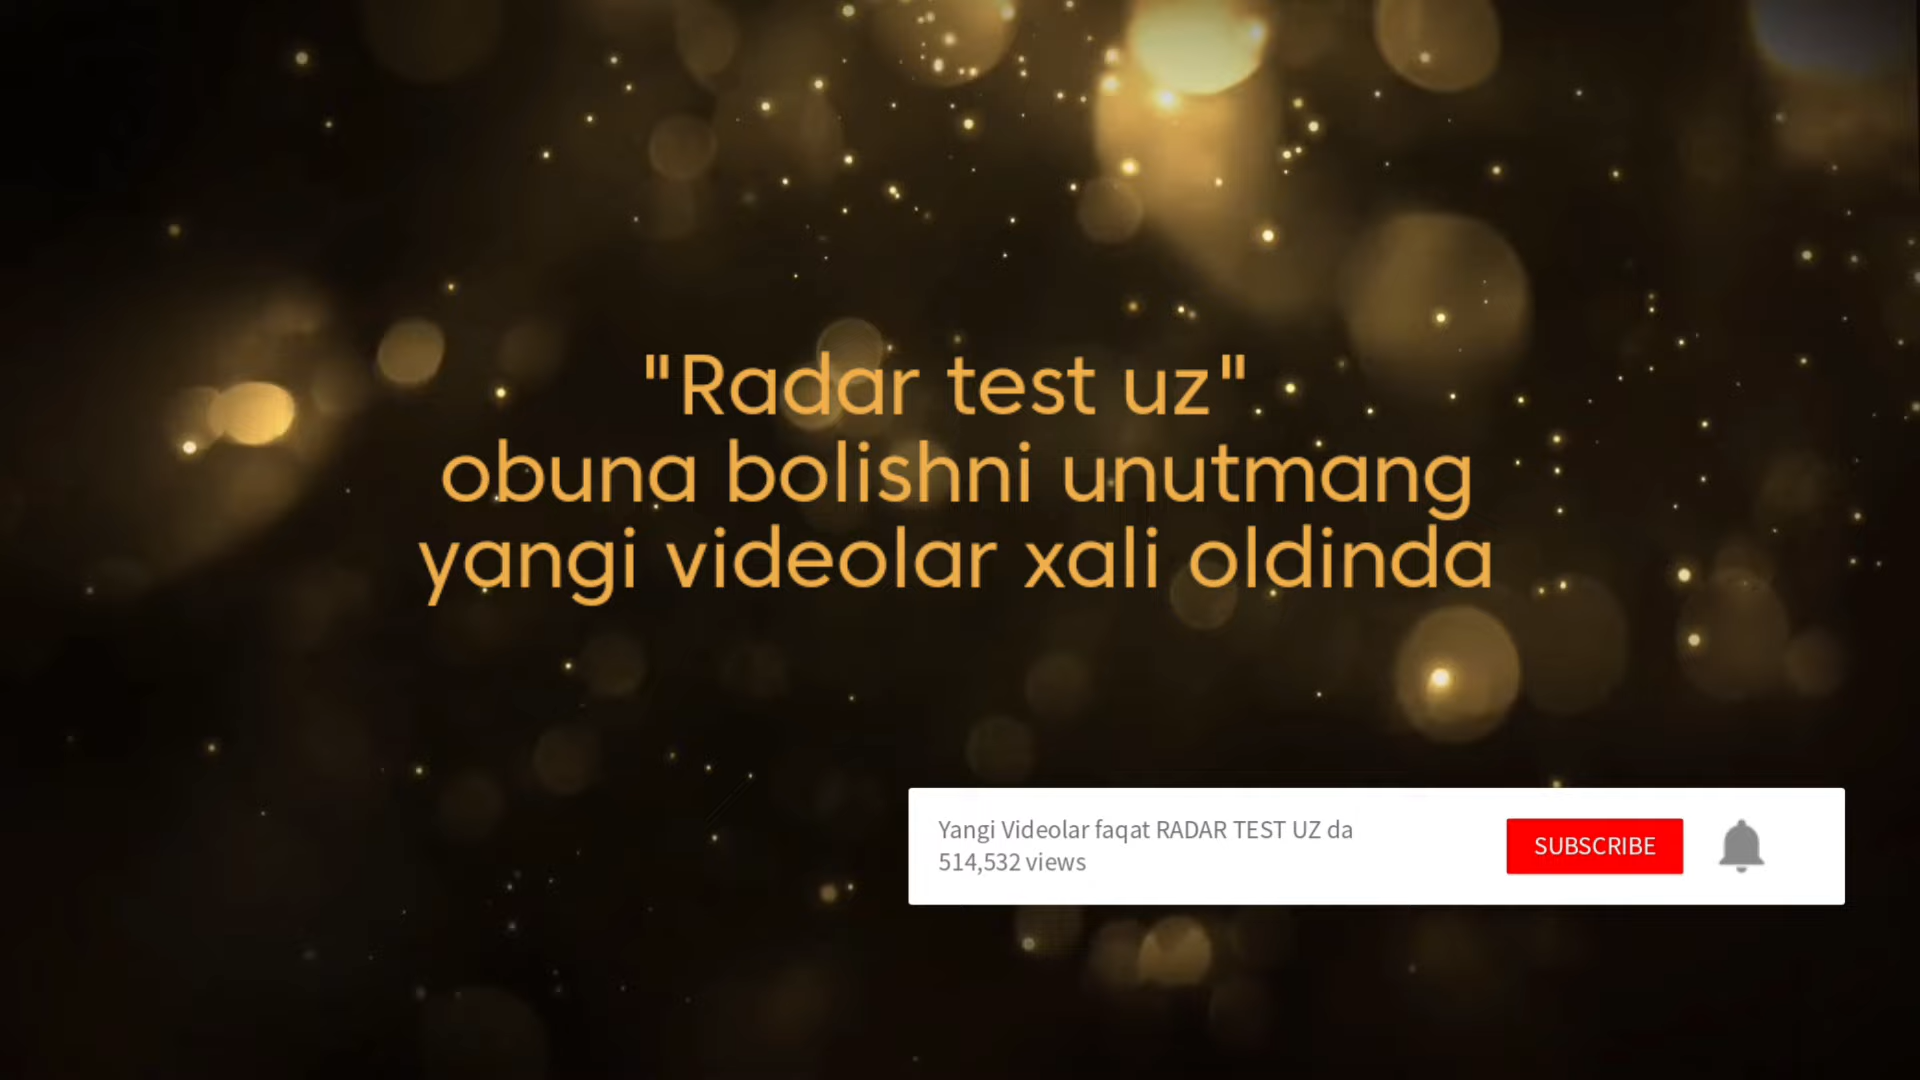 "Radar test uz"
obuna bolishni unutmang
yangi videolar xali oldinda
Yangi Videolar faqat RADAR TEST UZ da
514,532 views
SUBSCRIBE